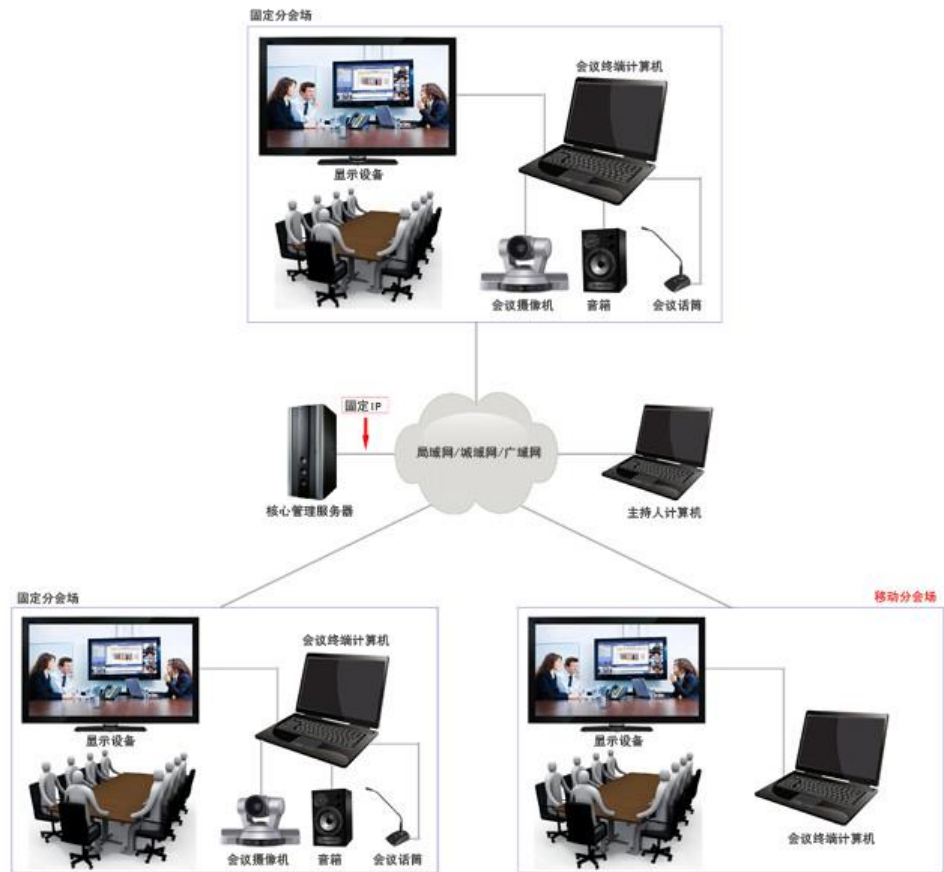 固定分会场
会议终端计算机
显示设备
会议摄像机
音箱
会议话筒
固定IP
局域网/城域网/广域网
核心管理服务器
主持人计算机
固定分会场
会议终端计算机
显示设备
会议摄像机
音箱
会议话筒
移动分会场
显示设备
会议终端计算机